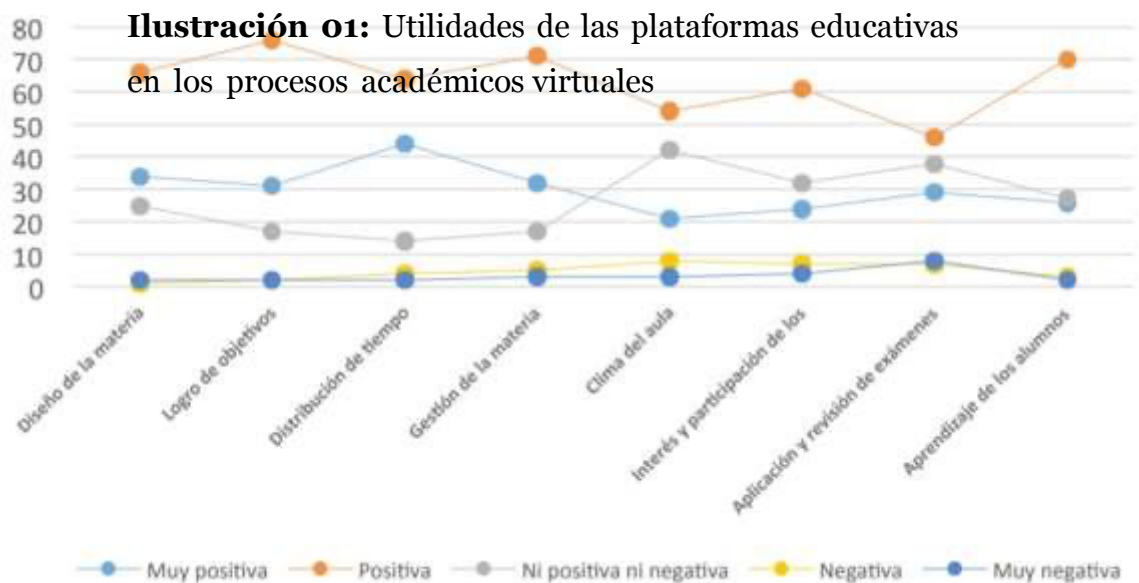 Ilustración 01: Utilidades de las plataformas educativas
en los procesos académicos virtuales
80
70
60
50
40
30
20
10
0
Diseño de la materia
Logro de objetivos
Distribución de tiempo
Gestión de la materia
Clima del aula
Interés y participación de los
Aplicación y revisión de exámenes
Aprendizaje de los alumnos
Muy positiva
Positiva
Ni positiva ni negativa
Negativa
Muy negativa